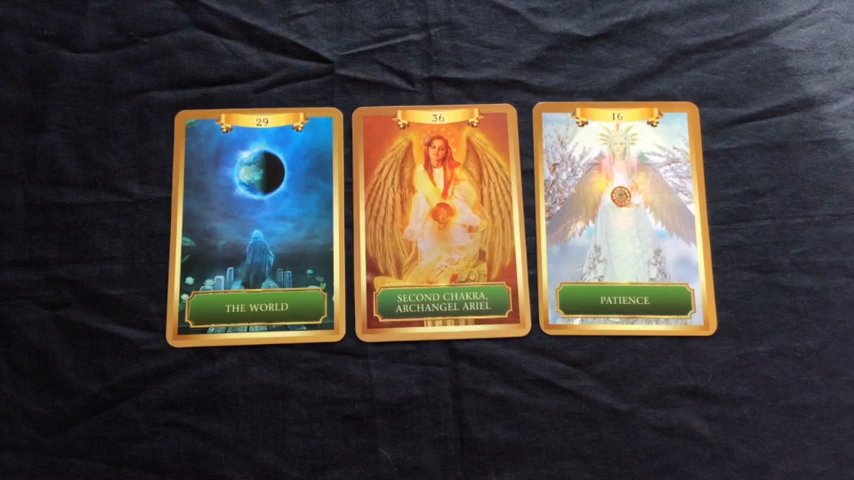 29
THE WORLD
36
SECOND CHAKRA,
ARCHANGEL ARIEL
16
PATIENCE